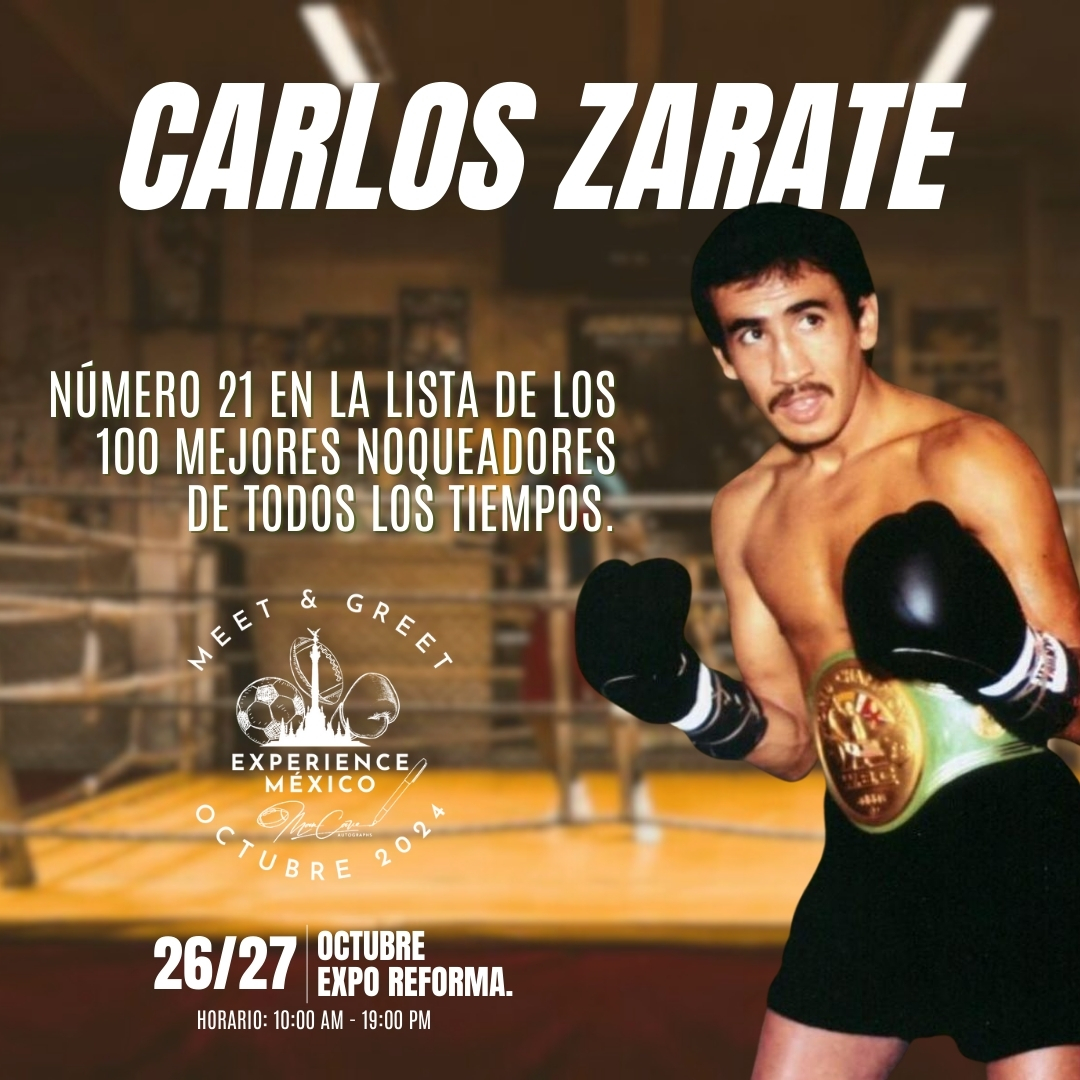 CARLOS ZARATE
NÚMERO 21 EN LA LISTA DE LOS
100 MEJORES NOQUEADORES
DE TODOS LOS TIEMPOS.
MEET & GREET
EXPERIENCE
MÉXICO
OCTUBRE 2024
26/27
OCTUBRE
EXPO REFORMA.
HORARIO: 10:00 AM - 19:00 PM